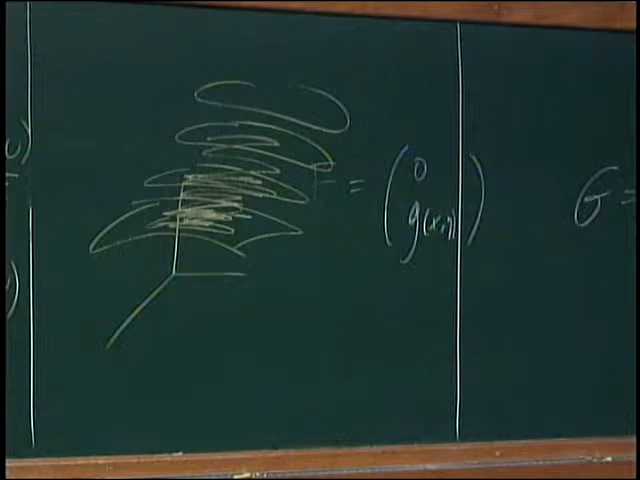 F = ( 0
g(x,y) )
G =